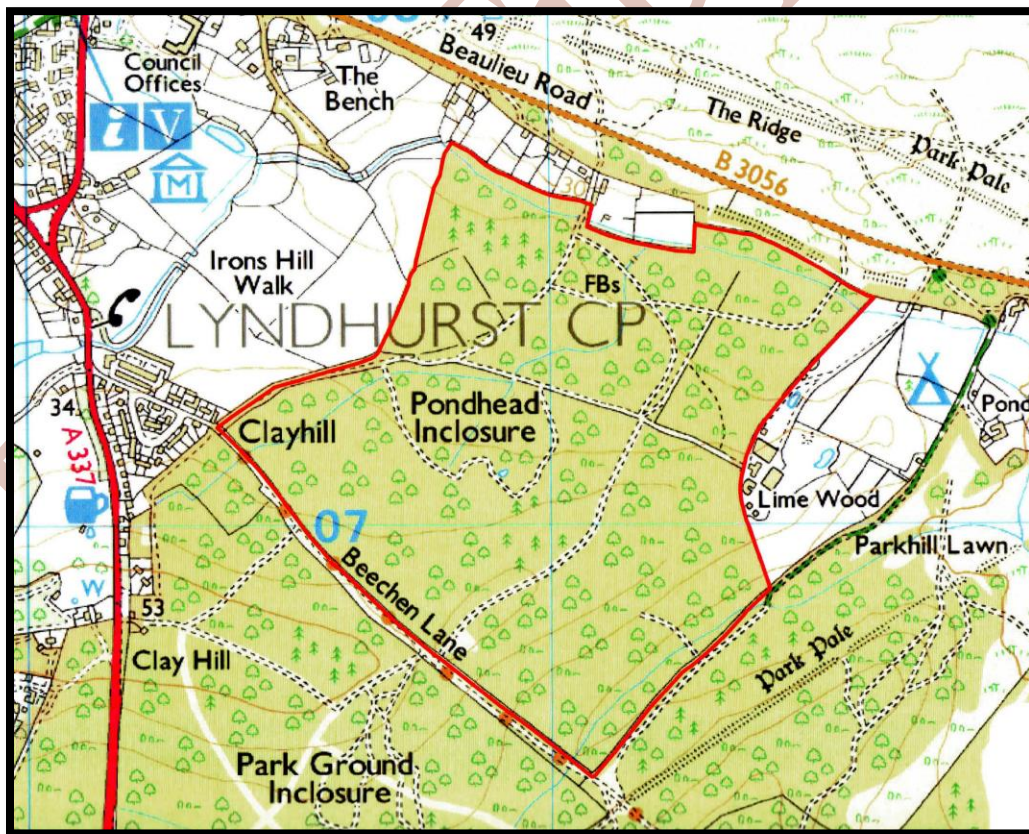 49
Council
Offices
The
Bench
Beaulieu Road
The Ridge
Park Pale
B 3056
i
V
M
30
Irons Hill
Walk
FBs
LYNDHURST CP
34
A 337
Clayhill
Pondhead
Inclosure
Pond
Lime Wood
07
Beechen Lane
Parkhill Lawn
W
53
Clay Hill
Park Pale
Park Ground
Inclosure